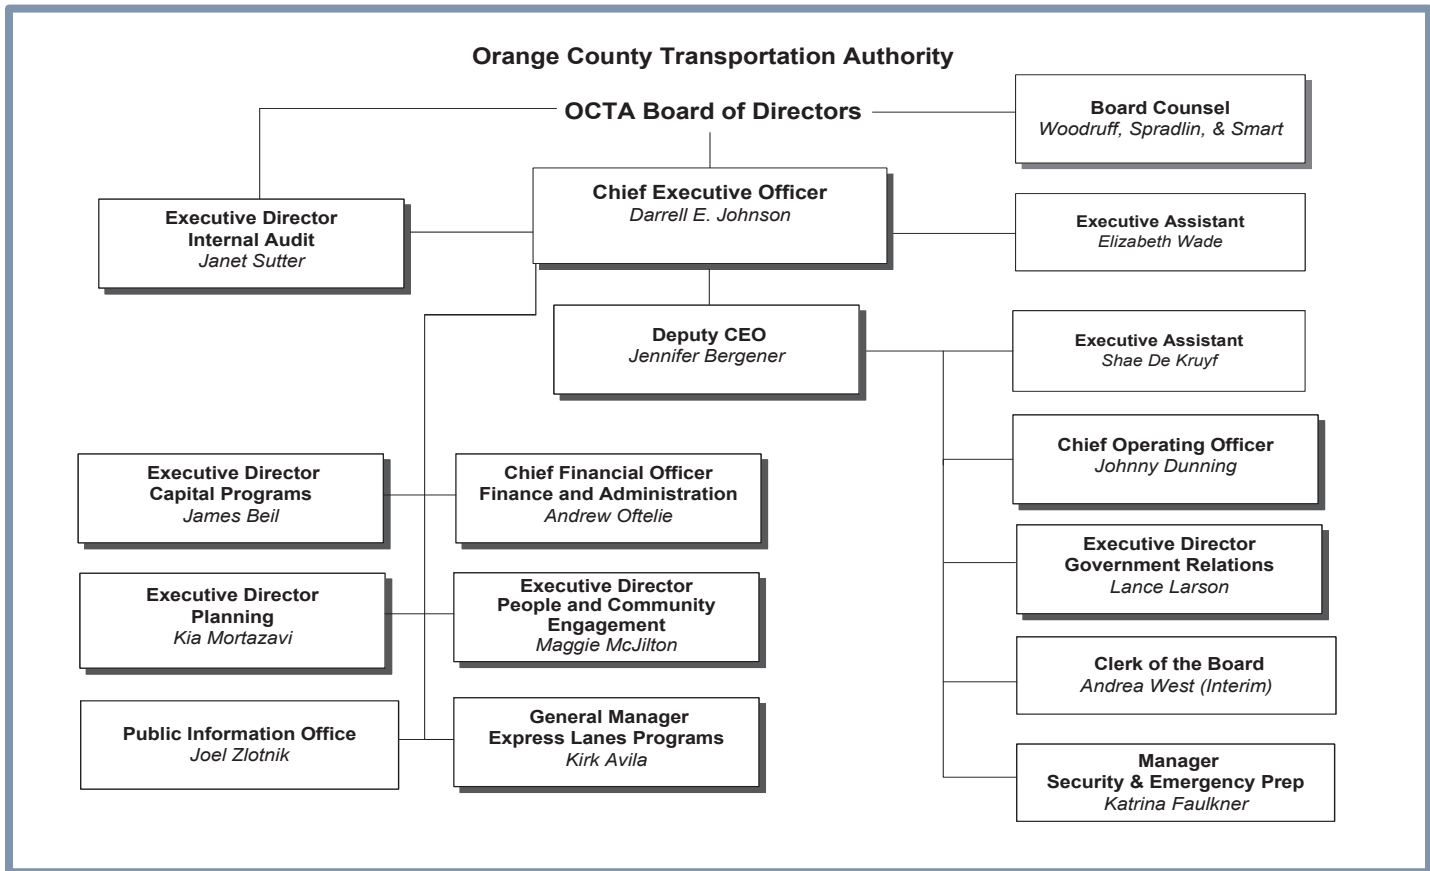 Orange County Transportation Authority
OCTA Board of Directors
Board Counsel
Woodruff, Spradlin, & Smart
Chief Executive Officer
Darrell E. Johnson
Executive Director
Internal Audit
Janet Sutter
Executive Assistant
Elizabeth Wade
Deputy CEO
Jennifer Bergener
Executive Assistant
Shae De Kruyf
Chief Operating Officer
Johnny Dunning
Executive Director
Capital Programs
James Beil
Chief Financial Officer
Finance and Administration
Andrew Oftelie
Executive Director
Government Relations
Lance Larson
Executive Director
Planning
Kia Mortazavi
Executive Director
People and Community
Engagement
Maggie McJilton
Clerk of the Board
Andrea West (Interim)
Public Information Office
Joel Zlotnik
General Manager
Express Lanes Programs
Kirk Avila
Manager
Security & Emergency Prep
Katrina Faulkner